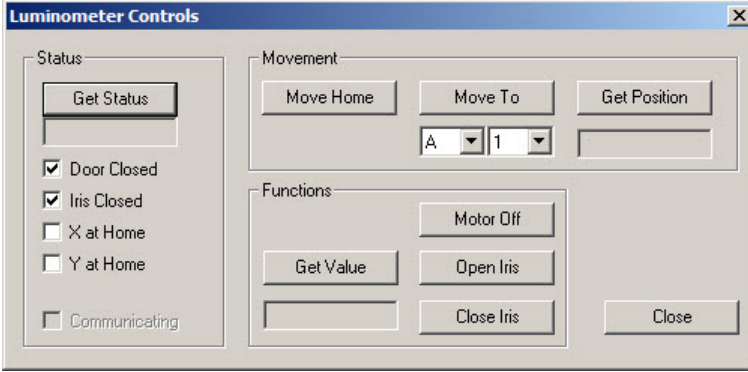 Luminometer Controls
Status
Get Status
Door Closed
Iris Closed
X at Home
Y at Home
Communicating
Movement
Move Home
Move To
Get Position
A
1
Functions
Motor Off
Get Value
Open Iris
Close Iris
Close